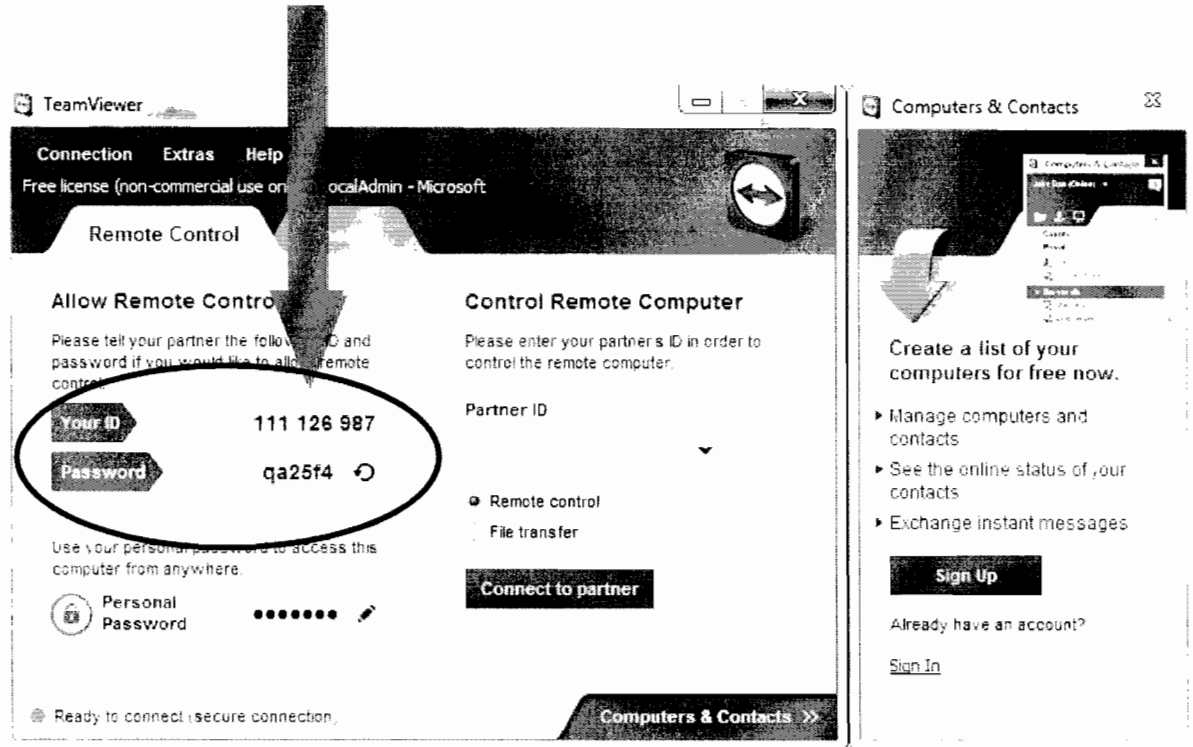 TeamViewer
Connection Extras Help
Free license (non-commercial use on ocalAdmin - Microsoft
Remote Control
Allow Remote Contro
Please tell your partner the follow ID and
password if you would like to allow remote
control.
Your ID 111 126 987
Password qa25f4
Use your personal password to access this
computer from anywhere.
Personal
Password
Ready to connect (secure connection)
Control Remote Computer
Please enter your partner's ID in order to
control the remote computer.
Partner ID
Remote control
File transfer
Connect to partner
Computers & Contacts >>
Computers & Contacts
Computers & Contacts
Create a list of your
computers for free now.
Manage computers and
contacts
See the online status of your
contacts
Exchange instant messages
Sign Up
Already have an account?
Sign In